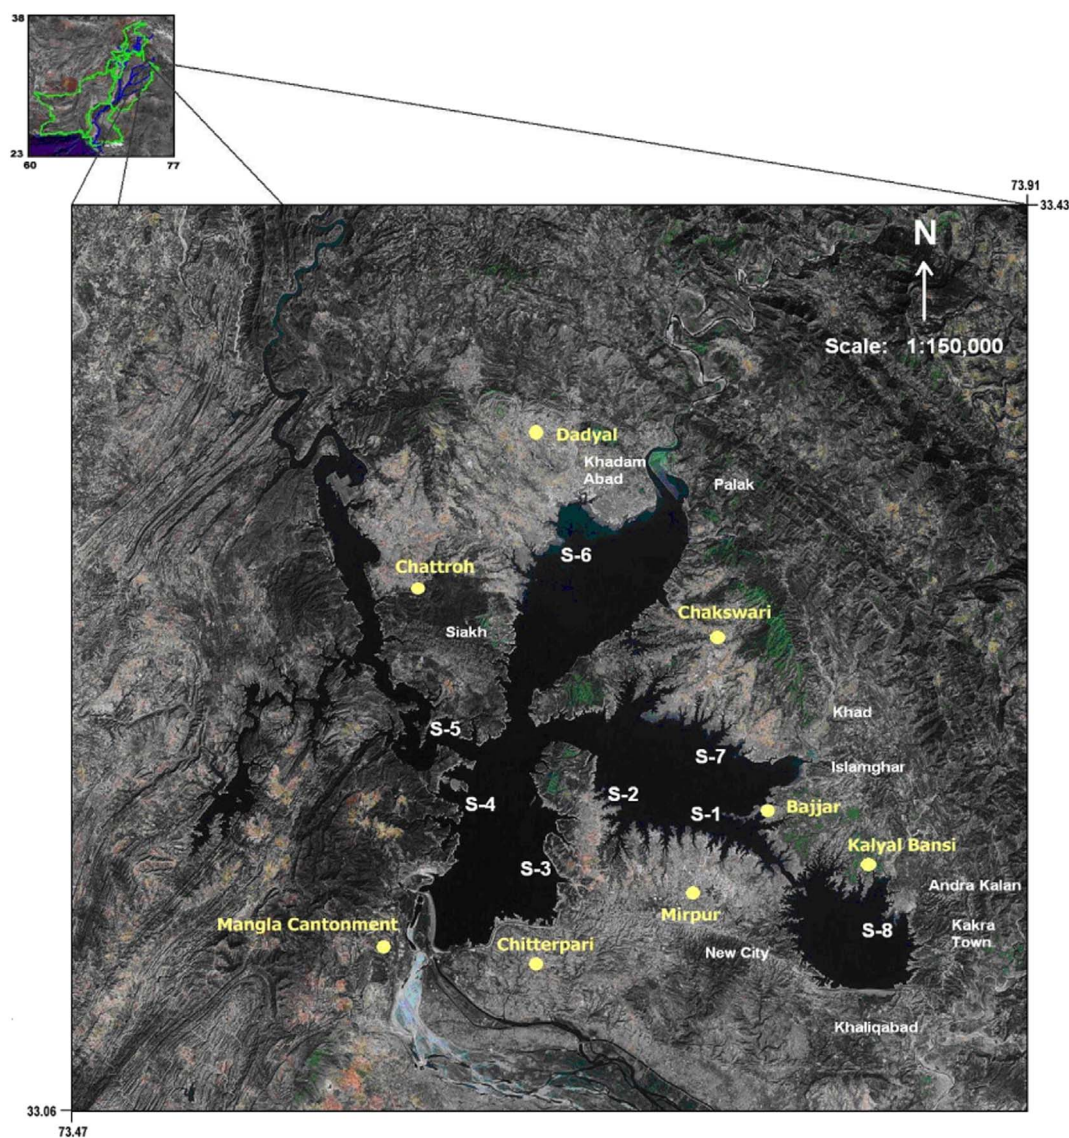 38
23
60
77
73.91
33.43
N
Scale: 1:150,000
Dadyal
Khadam
Abad
Palak
S-6
Chattroh
Chakswari
Siakh
Khad
S-5
S-7
Islamghar
S-4
S-2
S-1
Bajjar
Kalyal Bansi
S-3
Andra Kalan
Mirpur
Mangla Cantonment
Chitterpari
S-8
Kakra
Town
New City
Khaliqabad
33.06
73.47